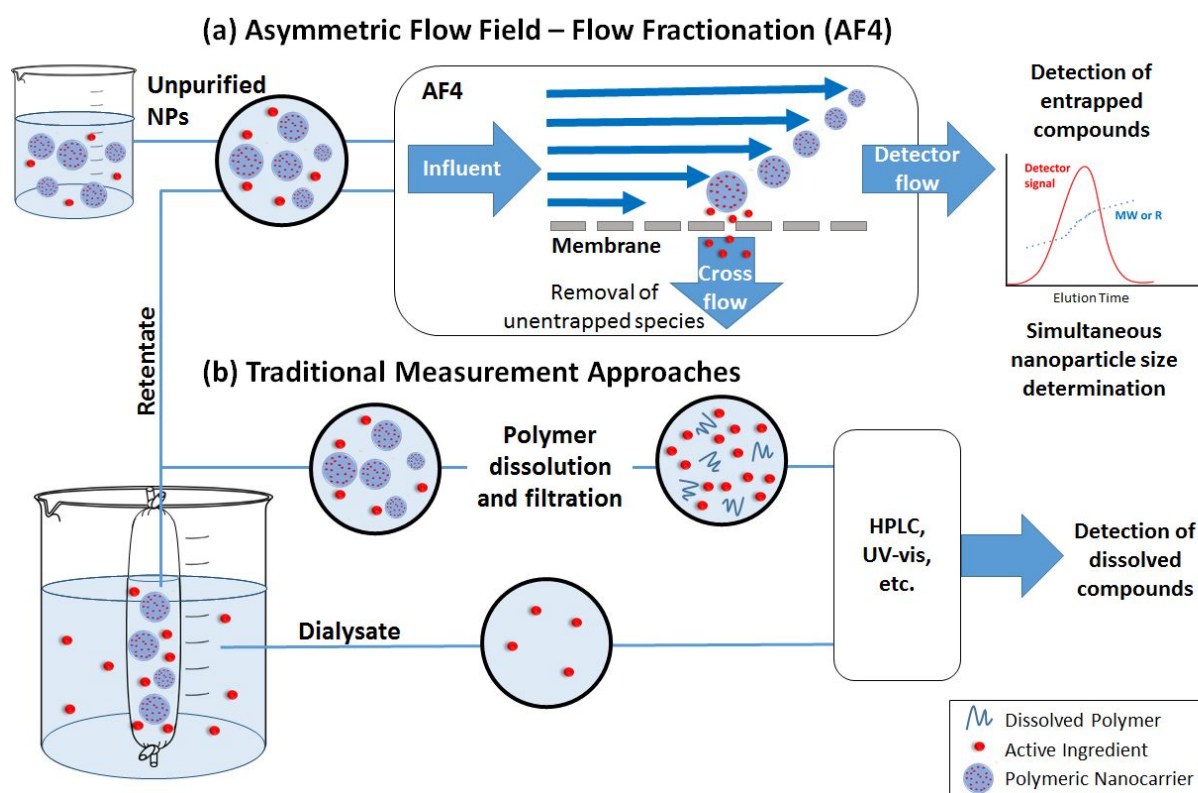 (a) Asymmetric Flow Field – Flow Fractionation (AF4)
Unpurified
NPs
AF4
Influent
Detector
flow
Membrane
Cross
flow
Removal of
unentrapped species
Detection of
entrapped
compounds
Detector
signal
MW or R
Elution Time
Simultaneous
nanoparticle size
determination
Retentate
(b) Traditional Measurement Approaches
Polymer
dissolution
and filtration
HPLC,
UV-vis,
etc.
Detection of
dissolved
compounds
Dialysate
Dissolved Polymer
Active Ingredient
Polymeric Nanocarrier